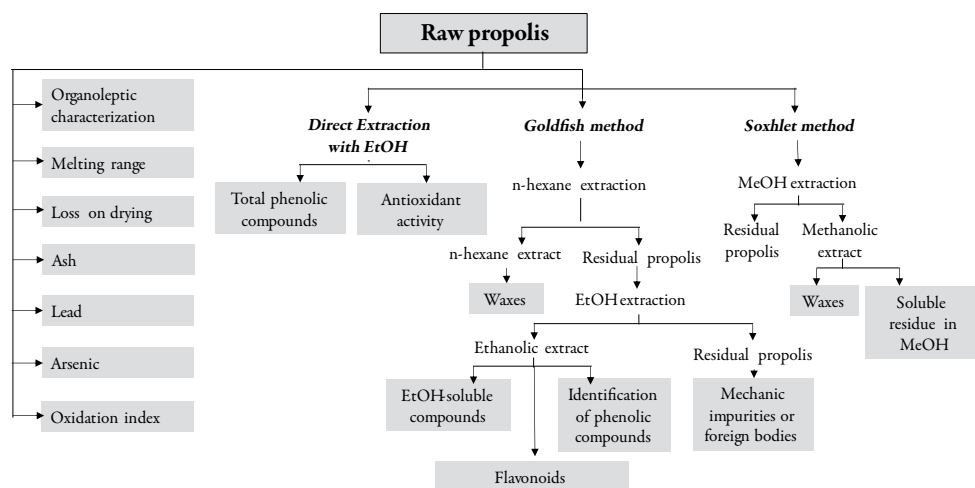 Raw propolis
Organoleptic
characterization
Melting range
Loss on drying
Ash
Lead
Arsenic
Oxidation index
Direct Extraction
with EtOH
Total phenolic
compounds
Antioxidant
activity
Goldfish method
n-hexane extraction
n-hexane extract
Waxes
Residual propolis
EtOH extraction
Ethanolic extract
EtOH-soluble
compounds
Flavonoids
Identification
of phenolic
compounds
Residual propolis
Mechanic
impurities or
foreign bodies
Soxhlet method
MeOH extraction
Residual
propolis
Methanolic
extract
Waxes
Soluble
residue in
MeOH